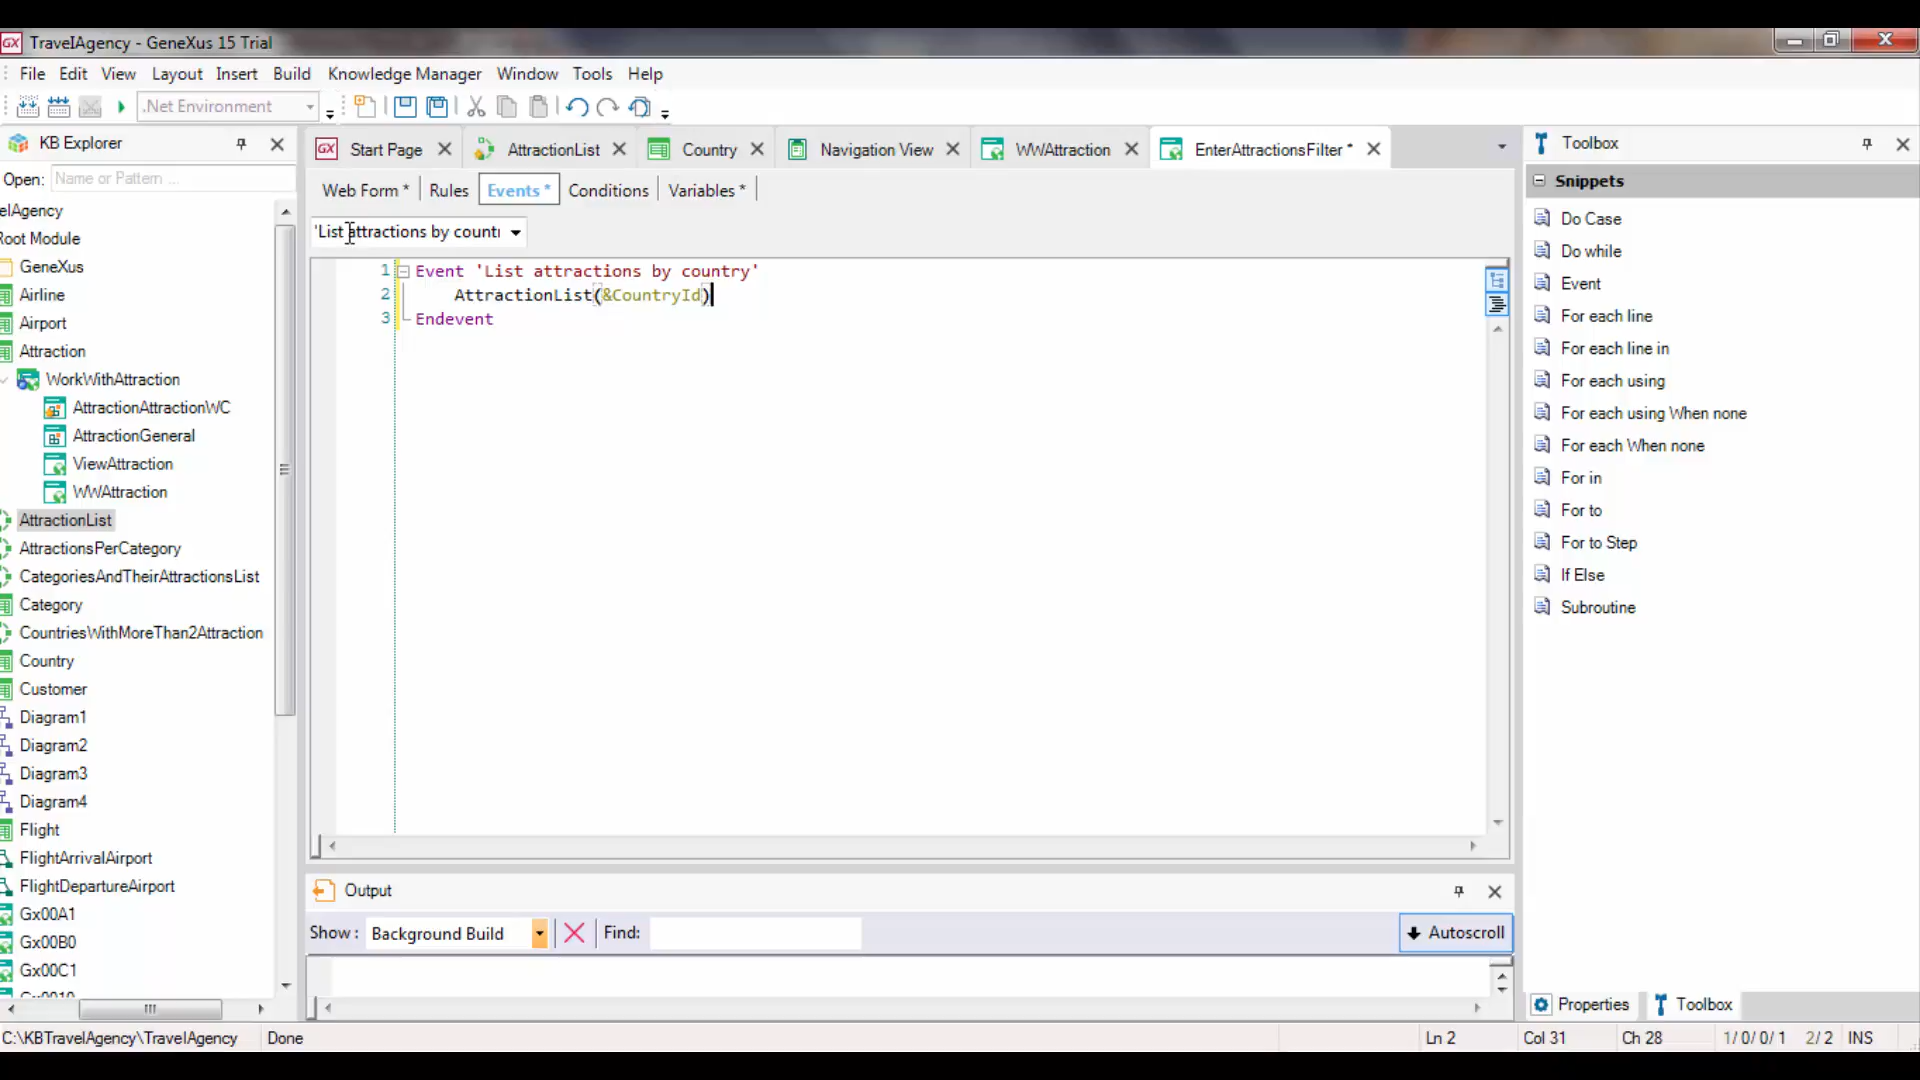 TravelAgency - GeneXus 15 Trial
File Edit View Layout Insert Build Knowledge Manager Window Tools Help
.Net Environment
KB Explorer
Open: Name or Pattern ...
elAgency
Root Module
GeneXus
Airline
Airport
Attraction
WorkWithAttraction
AttractionAttractionWC
AttractionGeneral
ViewAttraction
WWAttraction
AttractionList
AttractionsPerCategory
CategoriesAndTheirAttractionsList
Category
CountriesWithMoreThan2Attraction
Country
Customer
Diagram1
Diagram2
Diagram3
Diagram4
Flight
FlightArrivalAirport
FlightDepartureAirport
Gx00A1
Gx00B0
Gx00C1
Start Page AttractionList Country Navigation View WWAttraction EnterAttractionsFilter *
Web Form * Rules Events * Conditions Variables *
'List attractions by countr
1 Event 'List attractions by country'
2 AttractionList(&CountryId)
3 Endevent
Output
Show : Background Build Find: Autoscroll
Toolbox
Snippets
Do Case
Do while
Event
For each line
For each line in
For each using
For each using When none
For each When none
For in
For to
For to Step
If Else
Subroutine
Properties Toolbox
C:\KBTravelAgency\TravelAgency Done Ln 2 Col 31 Ch 28 1/ 0/ 0/ 1 2/ 2 INS